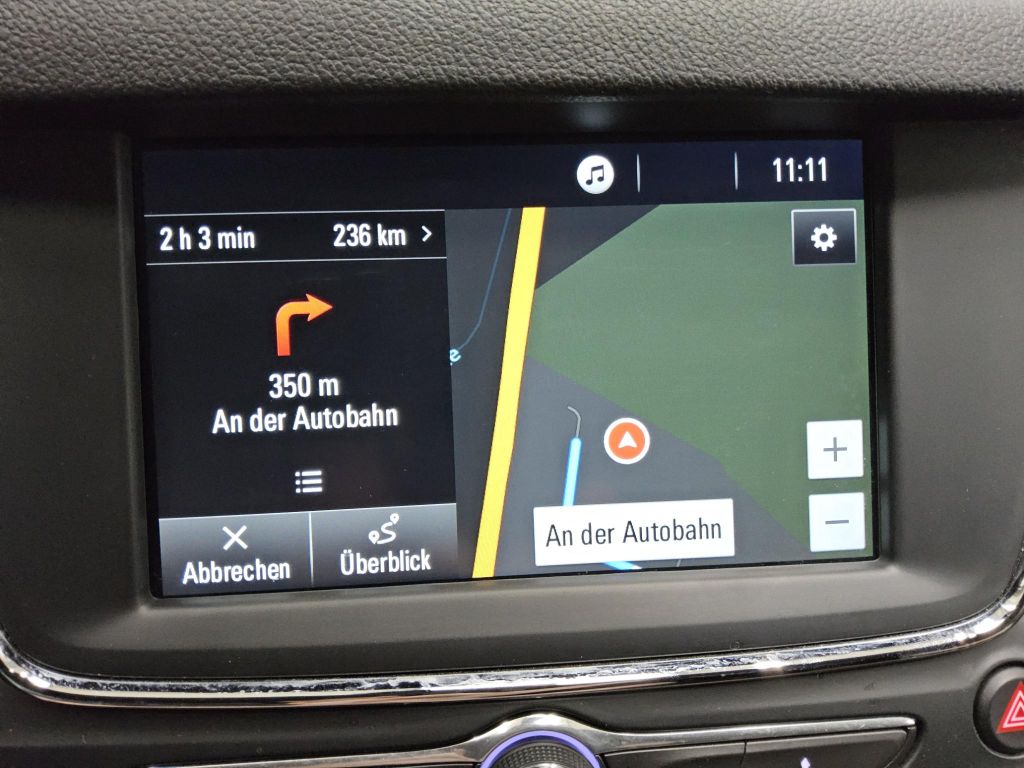 11:11
2 h 3 min 236 km
350 m
An der Autobahn
e
An der Autobahn
Abbrechen Überblick